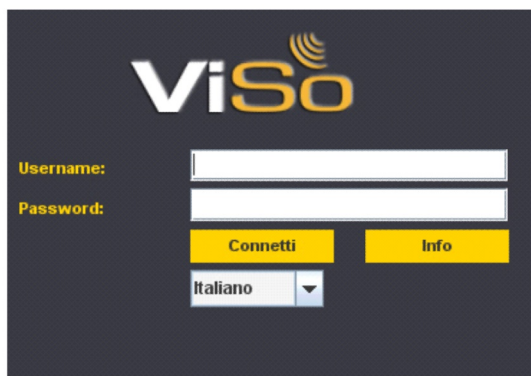 ViSo
Username:
Password:
Connetti Info
Italiano